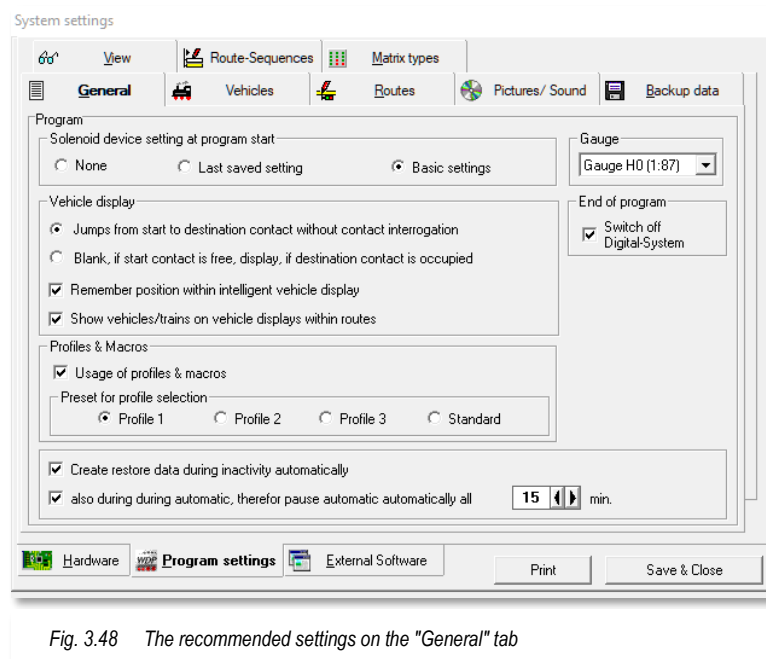 System settings
View
Route-Sequences
Matrix types
General
Vehicles
Routes
Pictures/ Sound
Backup data
Program
Solenoid device setting at program start
None
Last saved setting
Basic settings
Gauge
Gauge H0 (1:87)
Vehicle display
Jumps from start to destination contact without contact interrogation
Blank, if start contact is free, display, if destination contact is occupied
Remember position within intelligent vehicle display
Show vehicles/trains on vehicle displays within routes
End of program
Switch off
Digital-System
Profiles & Macros
Usage of profiles & macros
Preset for profile selection
Profile 1
Profile 2
Profile 3
Standard
Create restore data during inactivity automatically
also during during automatic, therefor pause automatic automatically all
15
min.
Hardware
WDP
Program settings
External Software
Print
Save & Close
Fig. 3.48 The recommended settings on the "General" tab